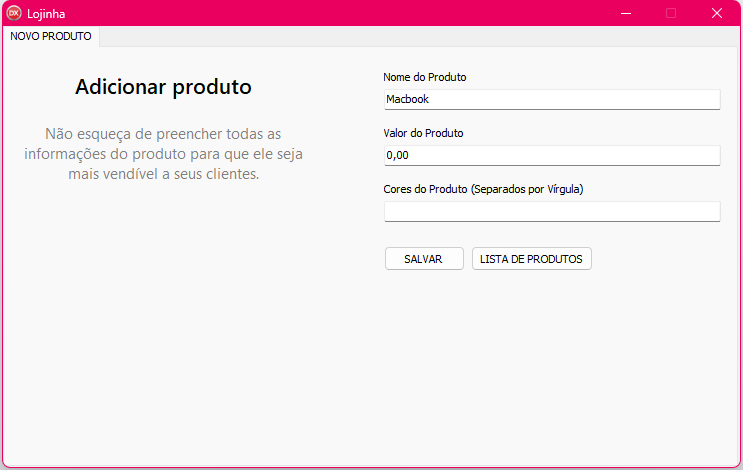 DX
Lojinha
NOVO PRODUTO
Adicionar produto
Não esqueça de preencher todas as
informações do produto para que ele seja
mais vendível a seus clientes.
Nome do Produto
Macbook
Valor do Produto
0,00
Cores do Produto (Separados por Vírgula)
SALVAR
LISTA DE PRODUTOS